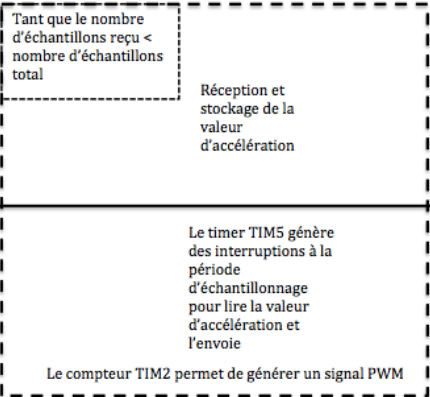 Tant que le nombre
d'échantillons reçu <
nombre d'échantillons
total
Réception et
stockage de la
valeur
d'accélération
Le timer TIM5 génère
des interruptions à la
période
d'échantillonnage
pour lire la valeur
d'accélération et
l'envoie
Le compteur TIM2 permet de générer un signal PWM